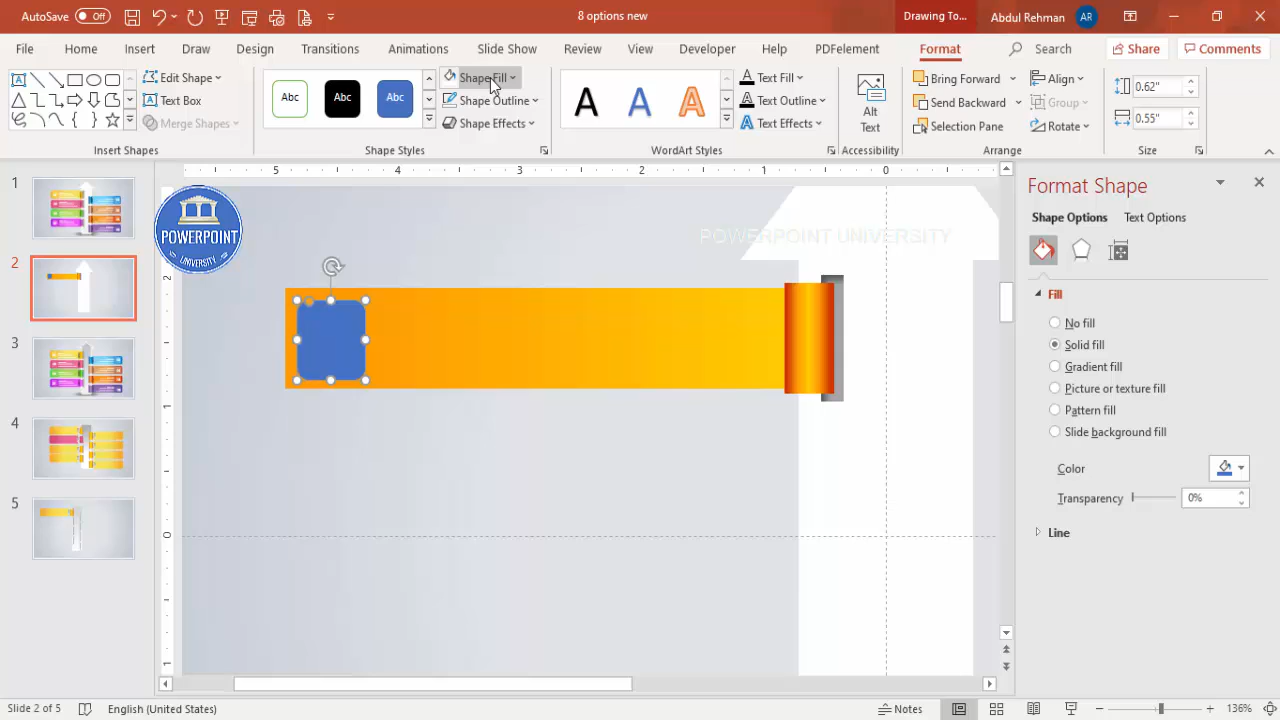 AutoSave Off 8 options new Drawing To... Abdul Rehman AR
File Home Insert Draw Design Transitions Animations Slide Show Review View Developer Help PDFelement Format Search Share Comments
Edit Shape
Text Box
Merge Shapes
Insert Shapes
Abc Abc Abc
Shape Fill
Shape Outline
Shape Effects
Shape Styles
A A A
Text Fill
Text Outline
Text Effects
WordArt Styles
Alt
Text
Accessibility
Bring Forward
Send Backward
Selection Pane
Align
Group
Rotate
Arrange
0.62"
0.55"
Size
5 4 3 2 1 0
2
1
0
1
1
2
3
4
5
POWERPOINT
UNIVERSITY
POWERPOINT UNIVERSITY
Format Shape
Shape Options Text Options
Fill
No fill
Solid fill
Gradient fill
Picture or texture fill
Pattern fill
Slide background fill
Color
Transparency 0%
Line
Slide 2 of 5 English (United States) Notes 136%